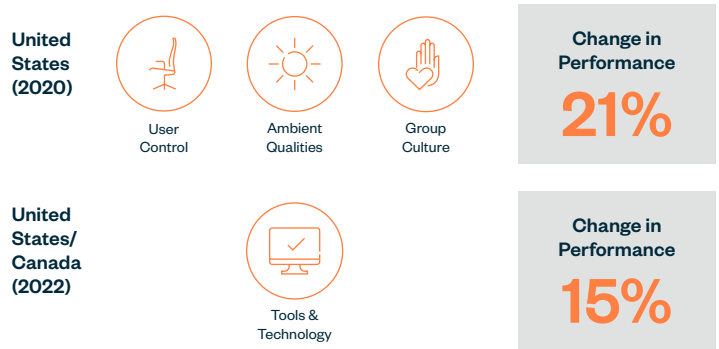 United
States
(2020)
User
Control
Ambient
Qualities
Group
Culture
Change in
Performance
21%
United
States/
Canada
(2022)
Tools &
Technology
Change in
Performance
15%